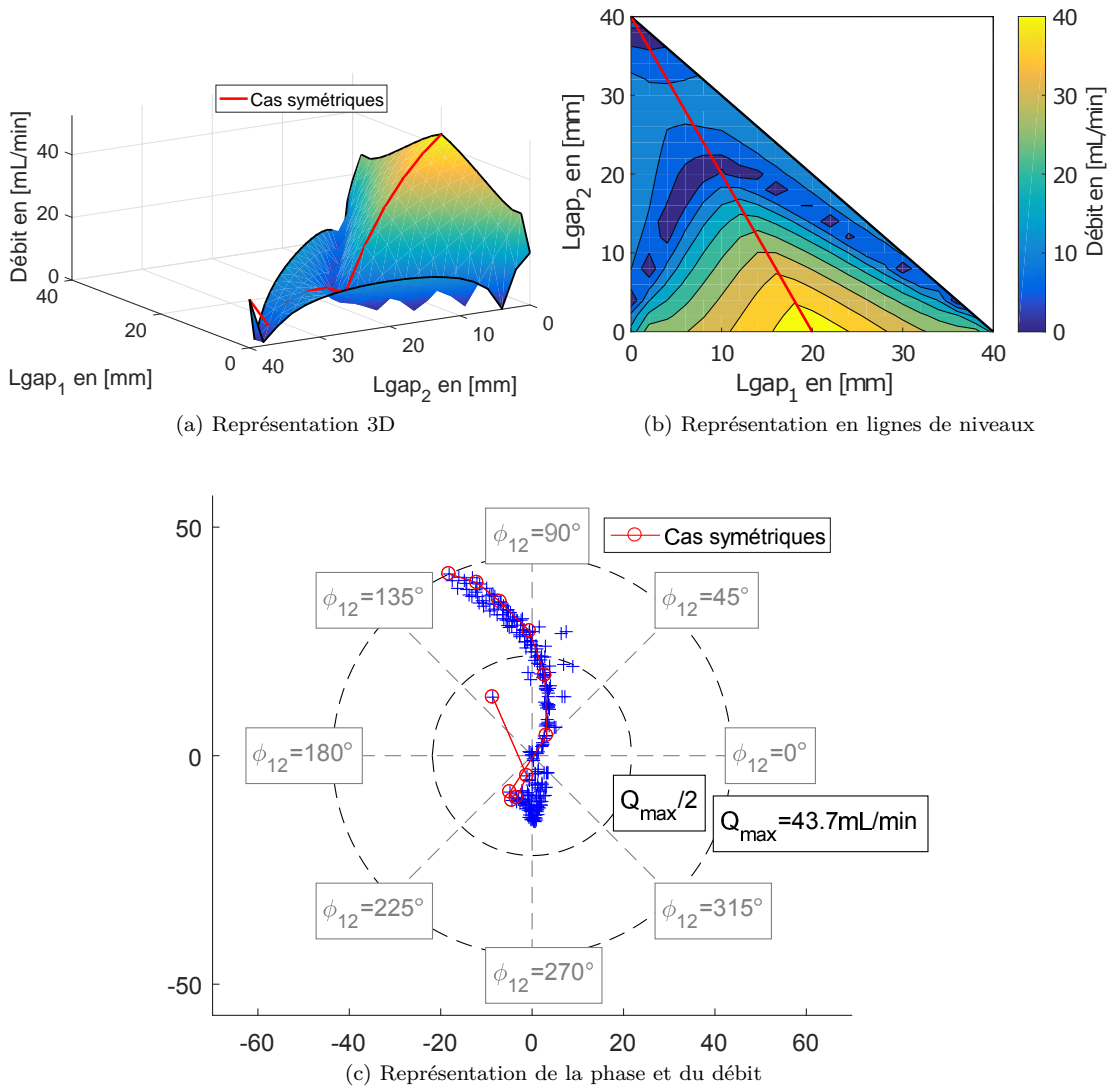 Cas symétriques
Débit en [mL/min]
40
20
0
40
20
0
40
30
20
10
0
Lgap1 en [mm]
Lgap2 en [mm]
(a) Représentation 3D
40
30
20
10
0
Lgap2 en [mm]
0
10
20
30
40
Lgap1 en [mm]
40
30
20
10
0
Débit en [mL/min]
(b) Représentation en lignes de niveaux
50
0
-50
ϕ12=90°
Cas symétriques
ϕ12=135°
ϕ12=45°
ϕ12=180°
ϕ12=0°
Qmax/2
Qmax=43.7mL/min
ϕ12=225°
ϕ12=315°
ϕ12=270°
-60
-40
-20
0
20
40
60
(c) Représentation de la phase et du débit